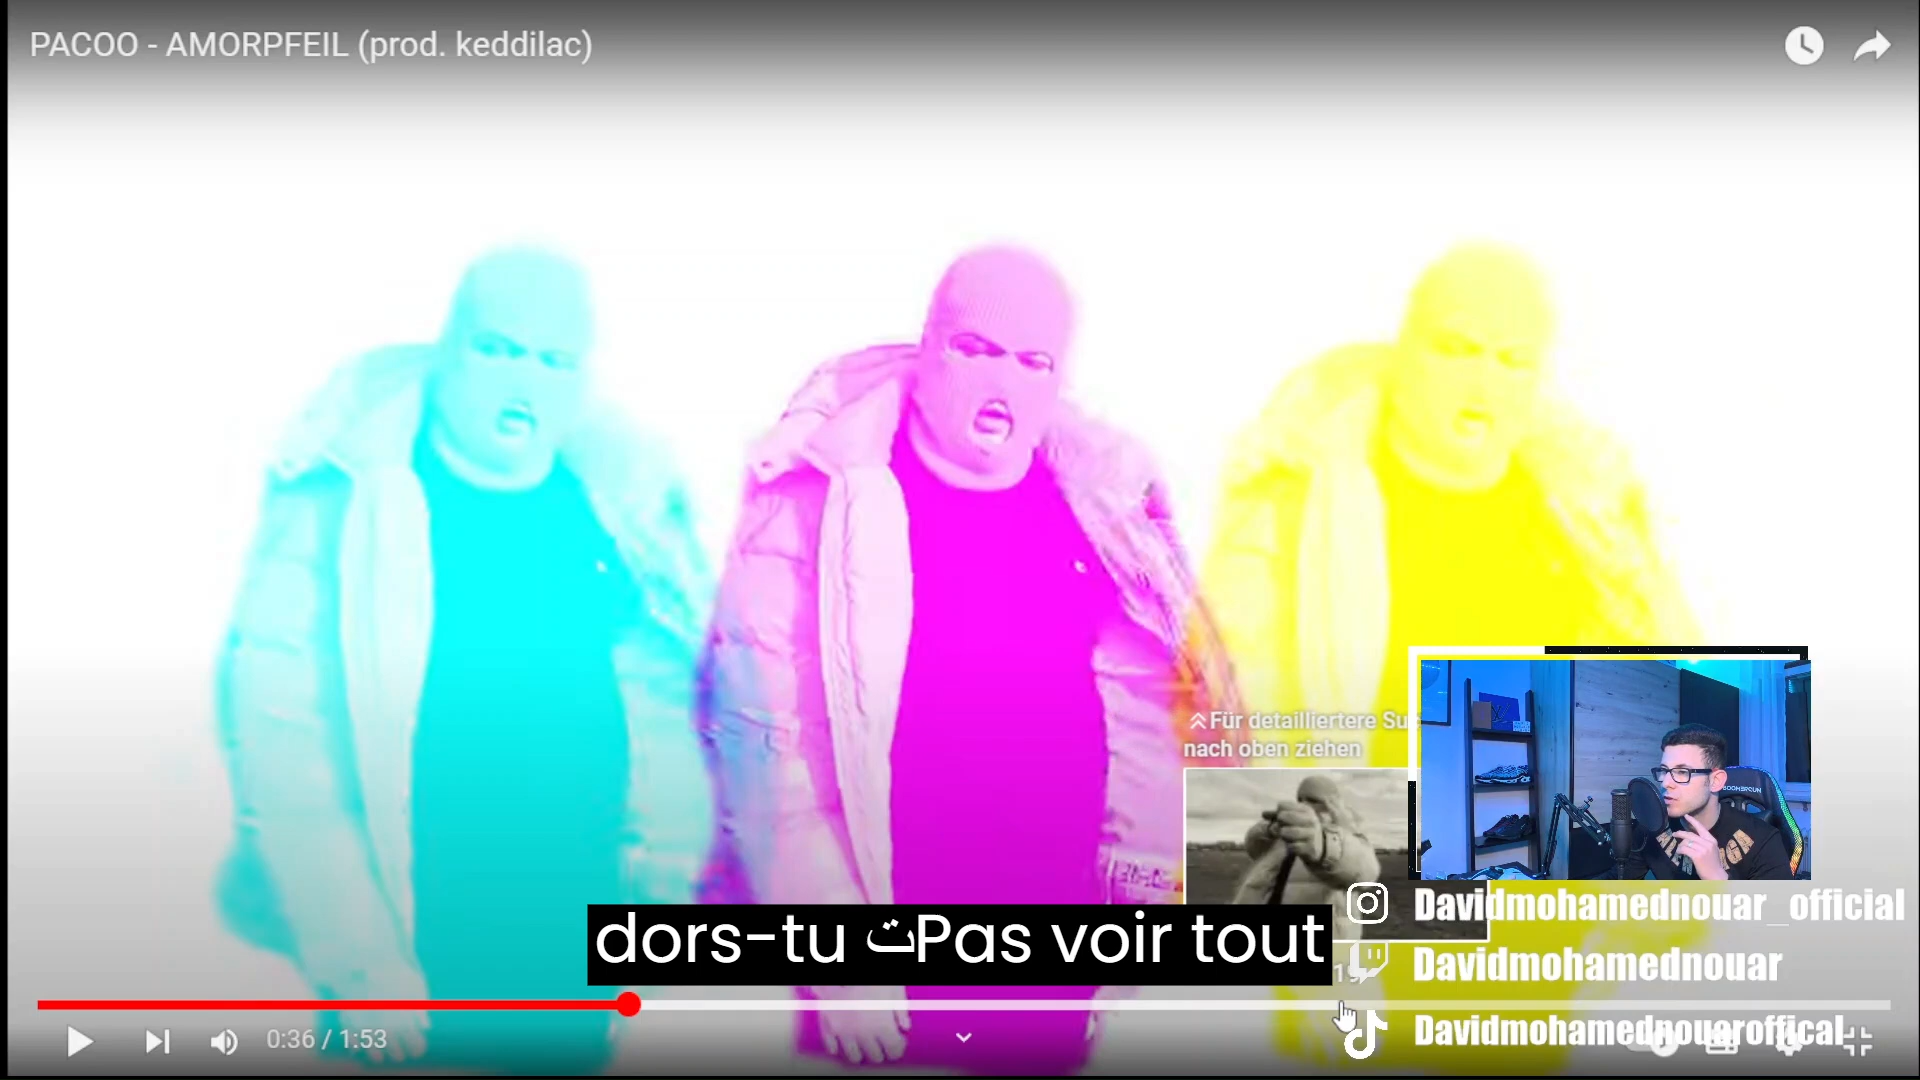 PACOO - AMORPFEIL (prod. keddilac)
Für detailliertere Su
nach oben ziehen
dors-tu تPas voir tout
Davidmohamednouar_official
Davidmohamednouar
0:36 / 1:53
Davidmohamednouaroffical